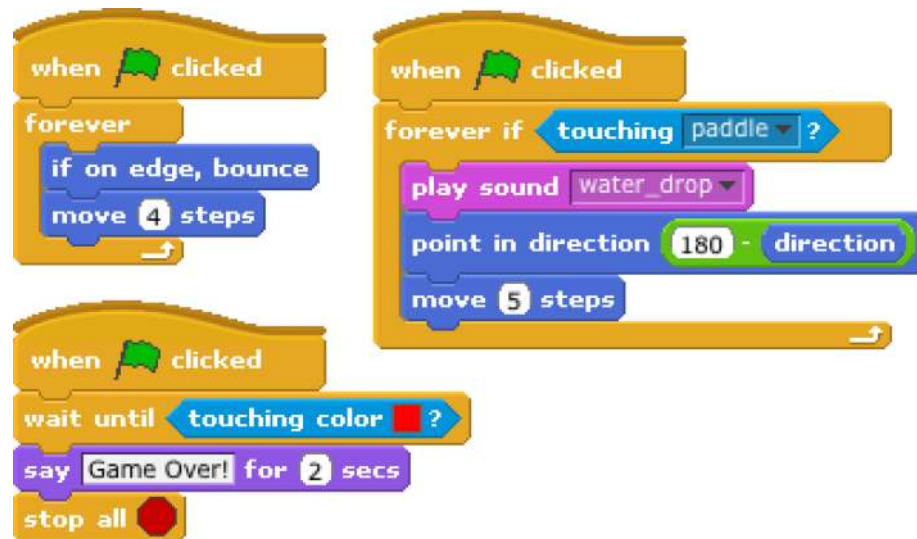 when clicked
forever
if on edge, bounce
move 4 steps
when clicked
forever if touching paddle ?
play sound water_drop
point in direction 180 - direction
move 5 steps
when clicked
wait until touching color ?
say Game Over! for 2 secs
stop all